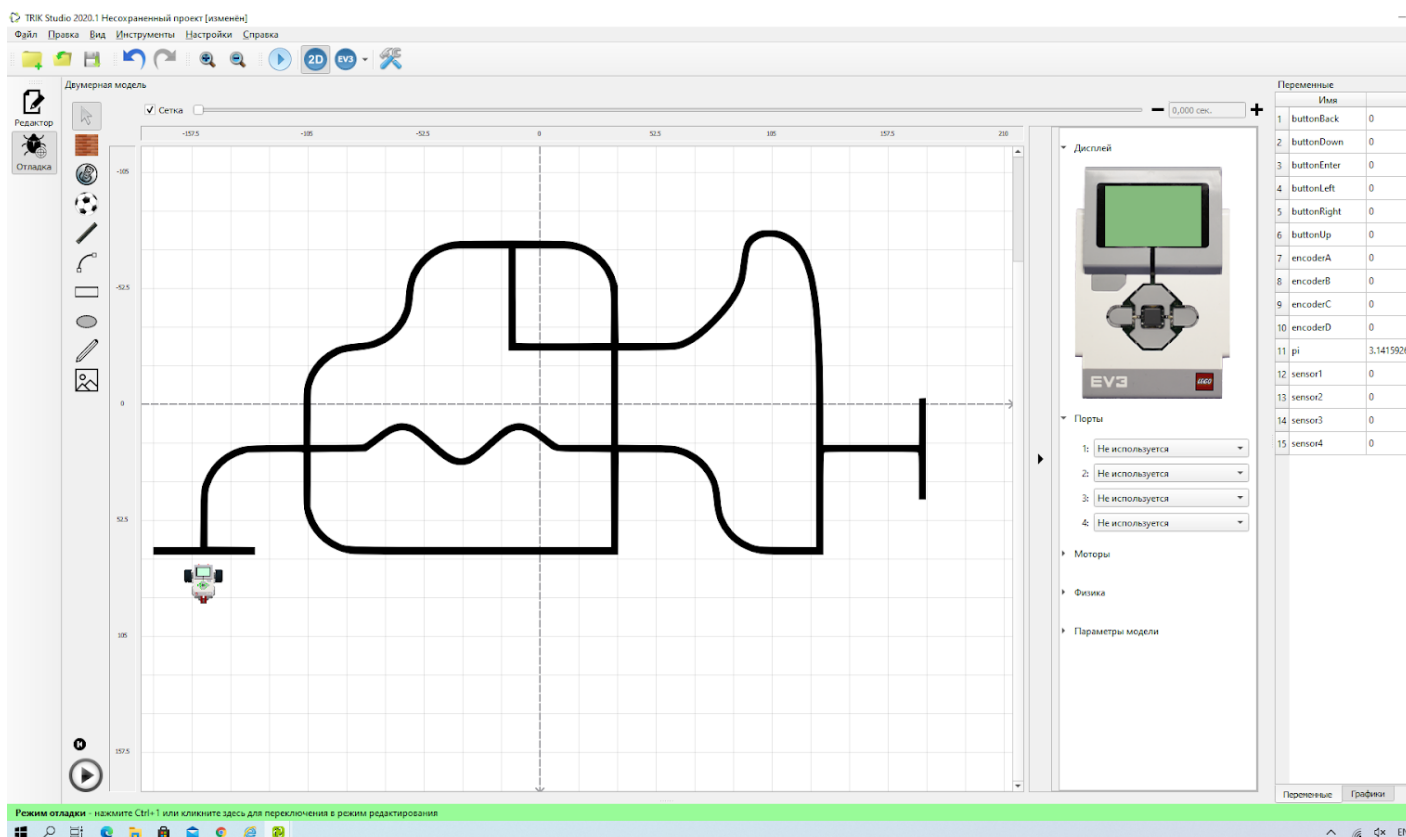 TRIK Studio 2020.1 Несохраненный проект [изменён]
Файл Правка Вид Инструменты Настройки Справка
2D EV3
Двумерная модель
Переменные
Редактор
Отладка
Сетка
0,000 сек.
-157.5 -105 -52.5 0 52.5 105 157.5 210
-105
-52.5
0
52.5
105
157.5
Дисплей
EV3
LEGO
Порты
1: Не используется
2: Не используется
3: Не используется
4: Не используется
Моторы
Физика
Параметры модели
Имя
1 buttonBack 0
2 buttonDown 0
3 buttonEnter 0
4 buttonLeft 0
5 buttonRight 0
6 buttonUp 0
7 encoderA 0
8 encoderB 0
9 encoderC 0
10 encoderD 0
11 pi 3.1415926
12 sensor1 0
13 sensor2 0
14 sensor3 0
15 sensor4 0
Переменные Графики
Режим отладки - нажмите Ctrl+1 или кликните здесь для переключения в режим редактирования